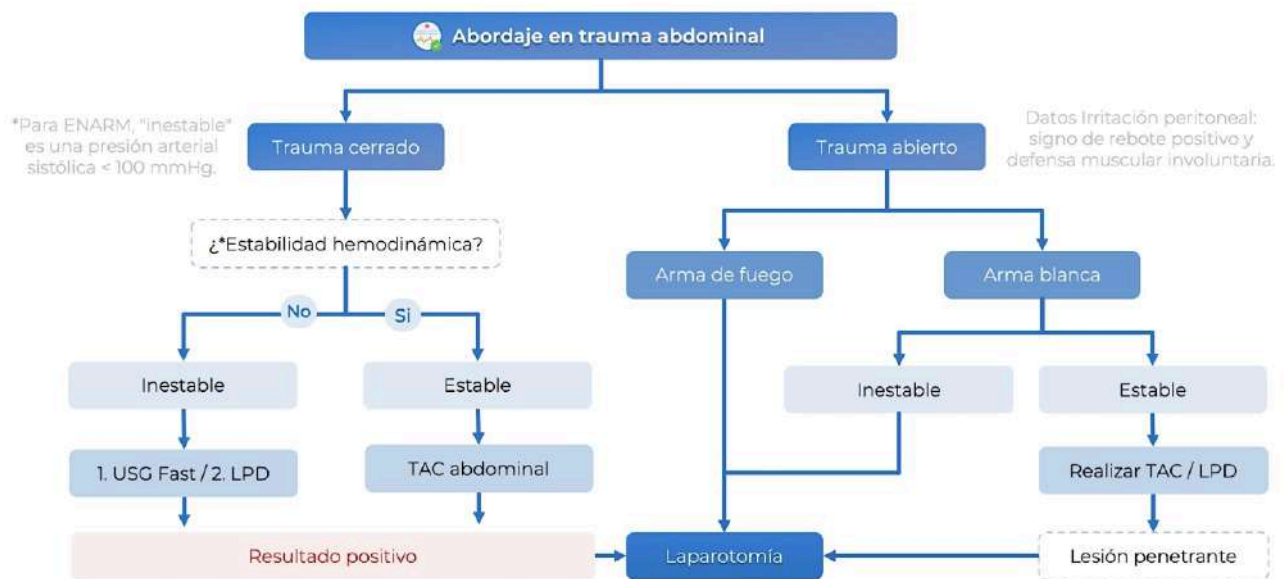 Abordaje en trauma abdominal
*Para ENARM, "inestable"
es una presión arterial
sistólica < 100 mmHg.
Trauma cerrado
Trauma abierto
Datos Irritación peritoneal:
signo de rebote positivo y
defensa muscular involuntaria.
¿*Estabilidad hemodinámica?
Arma de fuego
Arma blanca
No
Si
Inestable
Estable
Inestable
Estable
1. USG Fast / 2. LPD
TAC abdominal
Realizar TAC / LPD
Resultado positivo
Laparotomía
Lesión penetrante